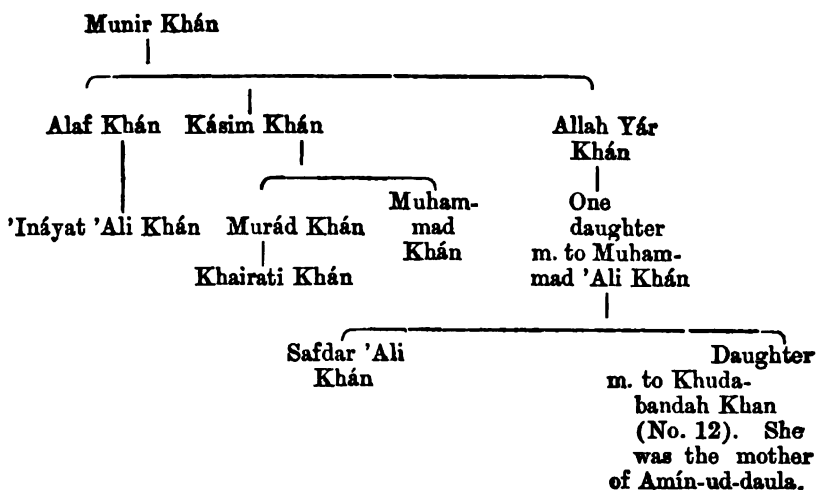 Munir Khán
Alaf Khán Kásim Khán Allah Yár
Khán
Muham-
mad
Khán
One
daughter
'Ináyat 'Ali Khán Murád Khán
m. to Muham-
mad 'Ali Khán
Khairati Khán
Safdar 'Ali
Khán
Daughter
m. to Khuda-
bandah Khan
(No. 12). She
was the mother
of Amín-ud-daula.